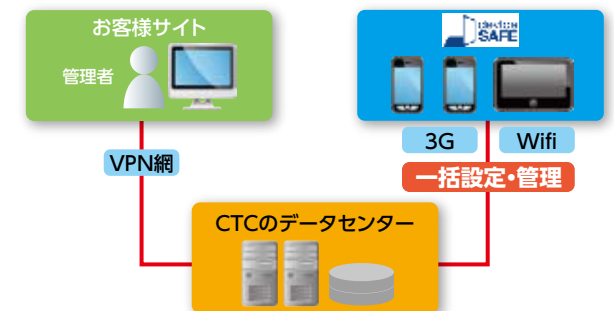 お客様サイト
管理者
device
SAFE
3G
Wifi
VPN網
一括設定・管理
CTCのデータセンター